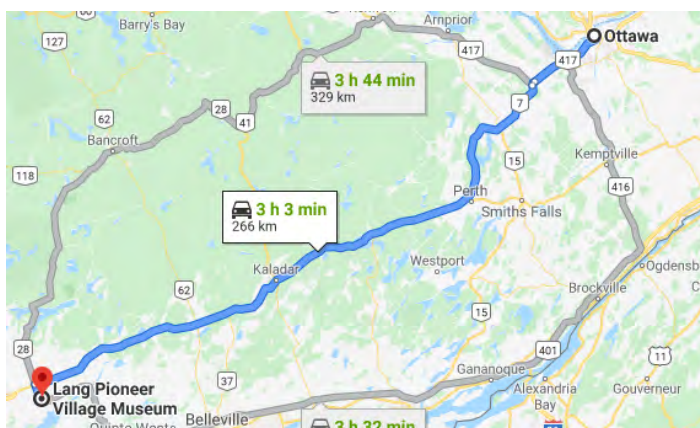 Barry's Bay
Arnprior
Ottawa
127
417
417
3 h 44 min
329 km
7
28
62
41
15
Kemptville
Bancroft
416
118
Perth
3 h 3 min
266 km
Smiths Falls
Ogdensb
Westport
Kaladar
62
Brockville
15
28
401
11
37
Gananoque
Lang Pioneer
Village Museum
Alexandria
Bay
Gouverneur
Belleville
3 h 32 min